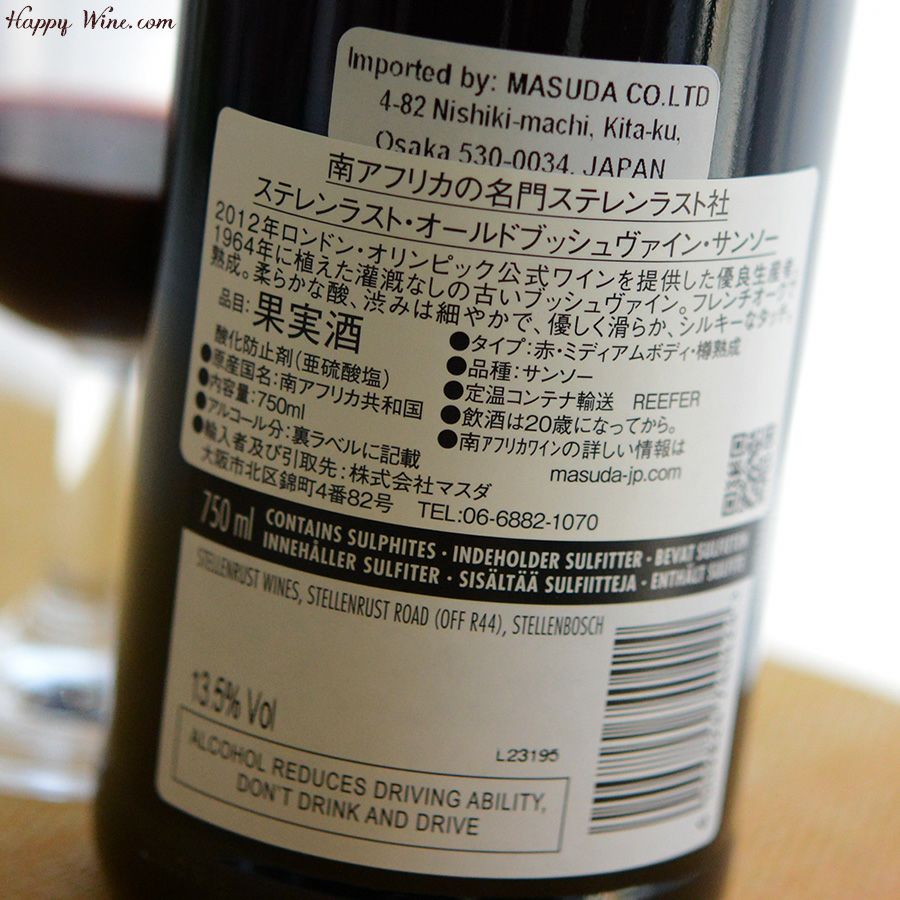 Happy Wine.com
Imported by: MASUDA CO.LTD
4-82 Nishiki-machi, Kita-ku,
Osaka 530-0034, JAPAN
南アフリカの名門ステレンラスト社
ステレンラスト・オールドブッシュヴァイン・サンソー
2012年ロンドン・オリンピック公式ワインを提供した優良生産者。
1964年に植えた灌漑なしの古いブッシュヴァイン。フレンチオークで
熟成。柔らかな酸、渋みは細やかで、優しく滑らか、シルキーなタッチ。
品目:果実酒
酸化防止剤(亜硫酸塩)
●原産国名:南アフリカ共和国
●内容量:750ml
●アルコール分:裏ラベルに記載
●輸入者及び引取先:株式会社マスダ
大阪市北区錦町4番82号 TEL:06-6882-1070
●タイプ:赤・ミディアムボディ・樽熟成
●品種:サンソー
●定温コンテナ輸送 REEFER
●飲酒は20歳になってから。
●南アフリカワインの詳しい情報は
masuda-jp.com
750 ml
CONTAINS SULPHITES · INDEHOLDER SULFITTER · BEVAT
INNEHÅLLER SULFITER · SISÄLTÄÄ SULFIITTEJA · ENTHÄLT
STELLENRUST WINES, STELLENRUST ROAD (OFF R44), STELLENBOSCH
13.5% Vol
L23195
ALCOHOL REDUCES DRIVING ABILITY,
DON'T DRINK AND DRIVE